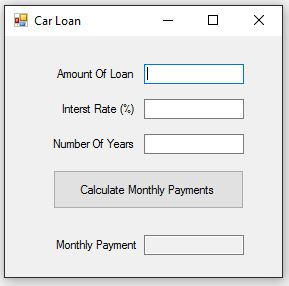 Car Loan
Amount Of Loan
Interst Rate (%)
Number Of Years
Calculate Monthly Payments
Monthly Payment